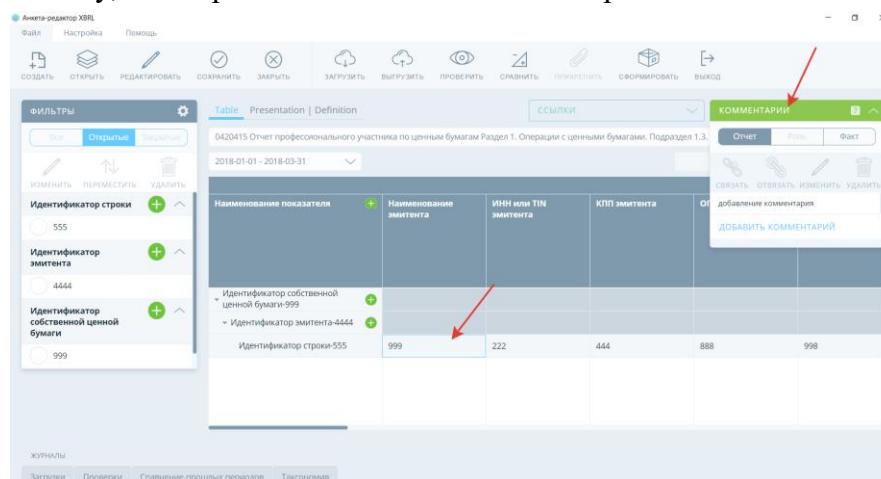 Анкета-редактор XBRL
Файл Настройка Помощь
СОЗДАТЬ ОТКРЫТЬ РЕДАКТИРОВАТЬ СОХРАНИТЬ ЗАКРЫТЬ ЗАГРУЗИТЬ ВЫГРУЗИТЬ ПРОВЕРИТЬ СРАВНИТЬ ПРИКРЕПИТЬ СФОРМИРОВАТЬ ВЫХОД
ФИЛЬТРЫ
Все Открытые Закрытые
ИЗМЕНИТЬ ПЕРЕМЕСТИТЬ УДАЛИТЬ
Идентификатор строки
555
Идентификатор
эмитента
4444
Идентификатор
собственной ценной
бумаги
999
Table Presentation | Definition
ССЫЛКИ
0420415 Отчет профессионального участника по ценным бумагам Раздел 1. Операции с ценными бумагами. Подраздел 1.3.
2018-01-01 - 2018-03-31
Наименование показателя
Наименование
эмитента
ИНН или TIN
эмитента
КПП эмитента
Идентификатор собственной
ценной бумаги-999
Идентификатор эмитента-4444
Идентификатор строки-555 999 222 444 888 998
КОММЕНТАРИИ
Отчет Роль Факт
СВЯЗАТЬ ОТВЯЗАТЬ ИЗМЕНИТЬ УДАЛИТЬ
добавление комментария
ДОБАВИТЬ КОММЕНТАРИЙ
ЖУРНАЛЫ
Загрузки Проверки Сравнение прошлых периодов Таксономия